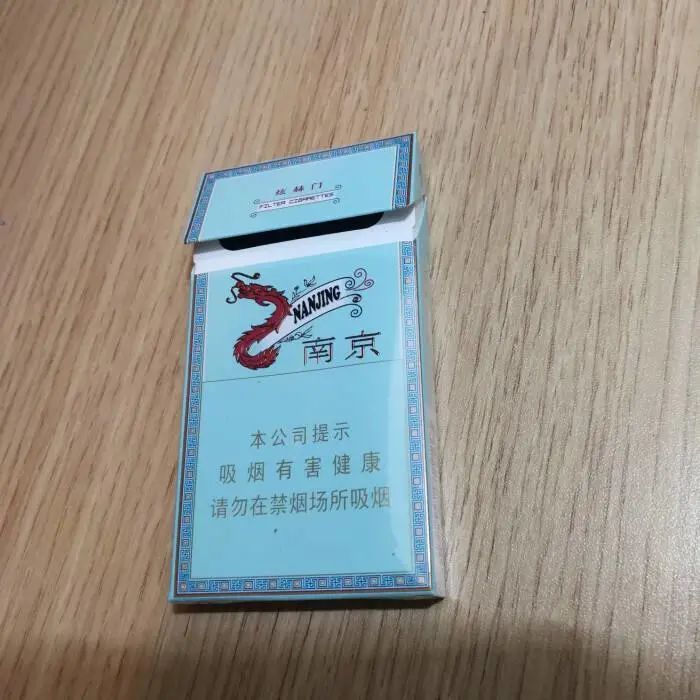 炫赫门
FILTER CIGARETTES
NANJING
南京
本公司提示
吸烟有害健康
请勿在禁烟场所吸烟